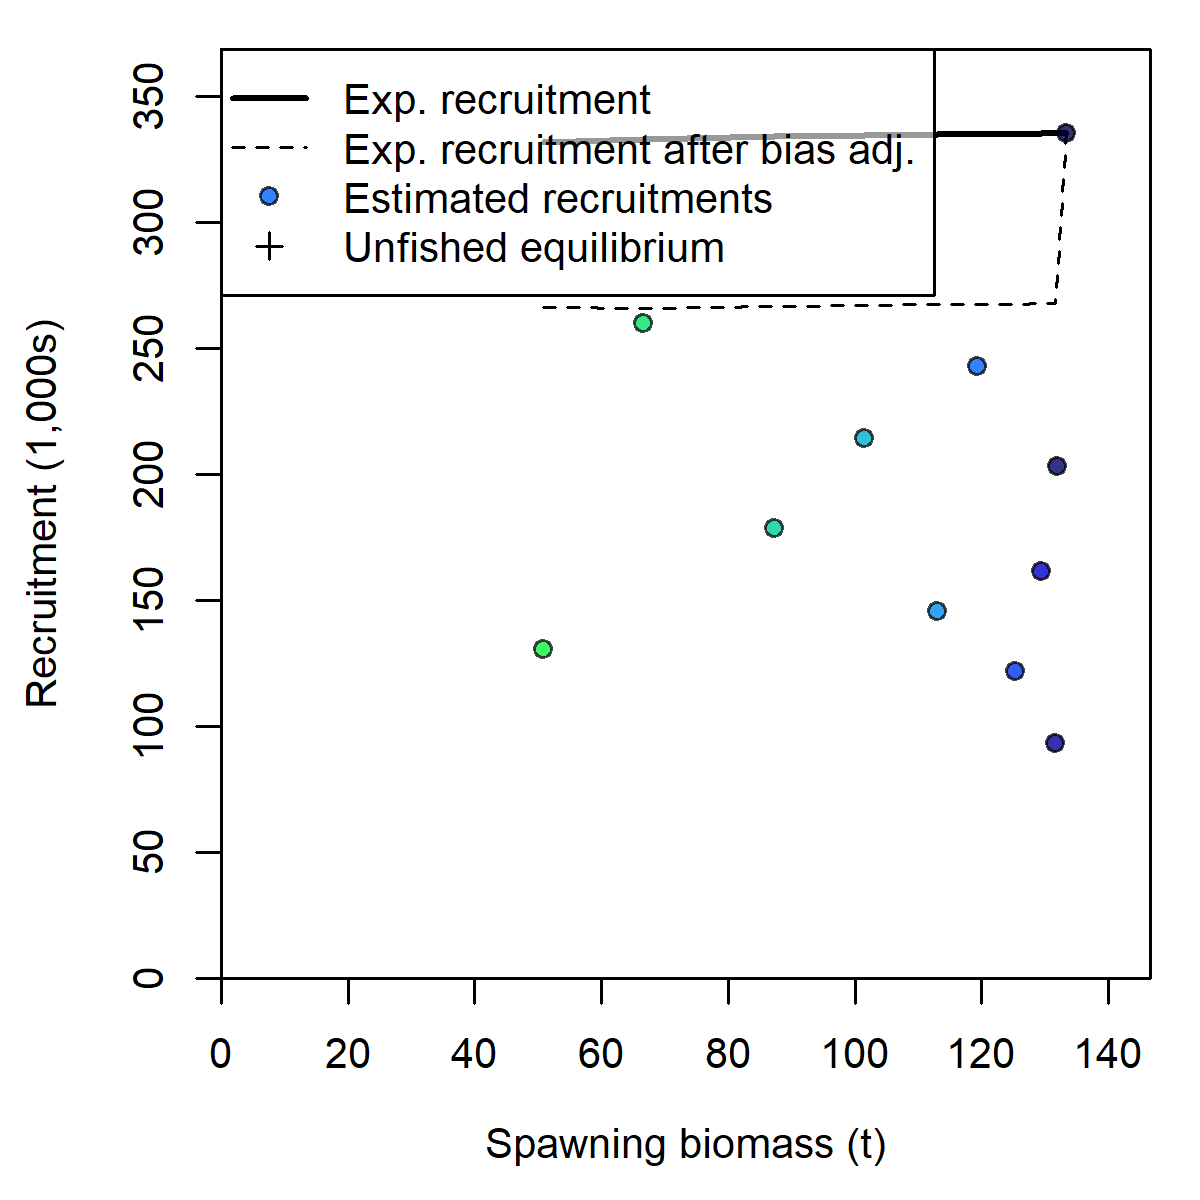 Exp. recruitment
Exp. recruitment after bias adj.
Estimated recruitments
Unfished equilibrium
350
300
250
200
150
100
50
0
Recruitment (1,000s)
0 20 40 60 80 100 120 140
Spawning biomass (t)